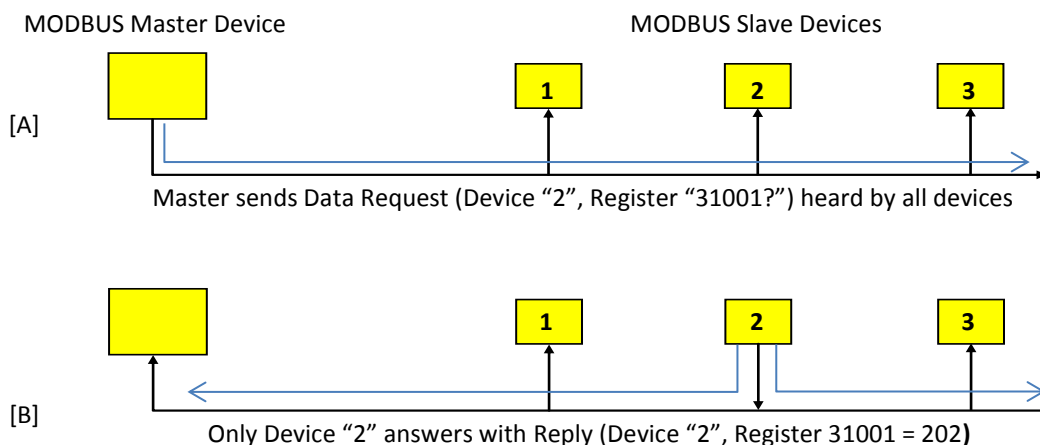 MODBUS Master Device
MODBUS Slave Devices
1
2
3
[A]
Master sends Data Request (Device “2”, Register “31001?”) heard by all devices
1
2
3
[B]
Only Device “2” answers with Reply (Device “2”, Register 31001 = 202)